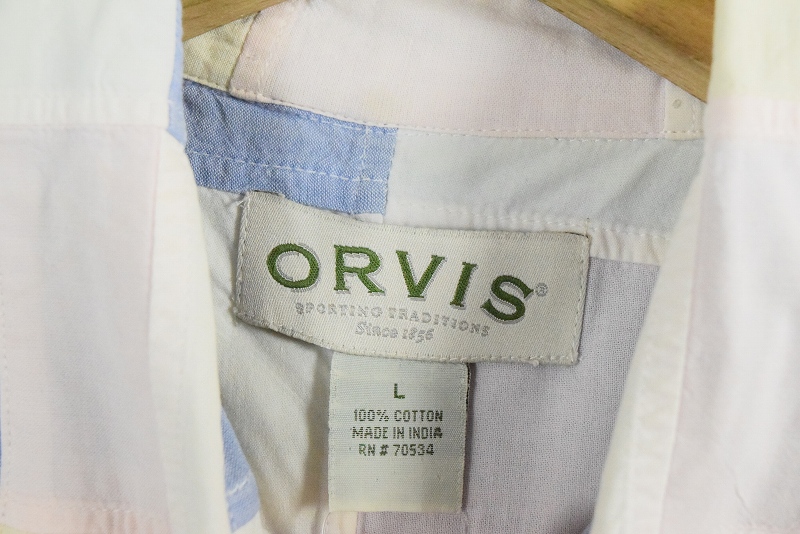 ORVIS®
SPORTING TRADITIONS
Since 1856
L
100% COTTON
MADE IN INDIA
RN # 70534